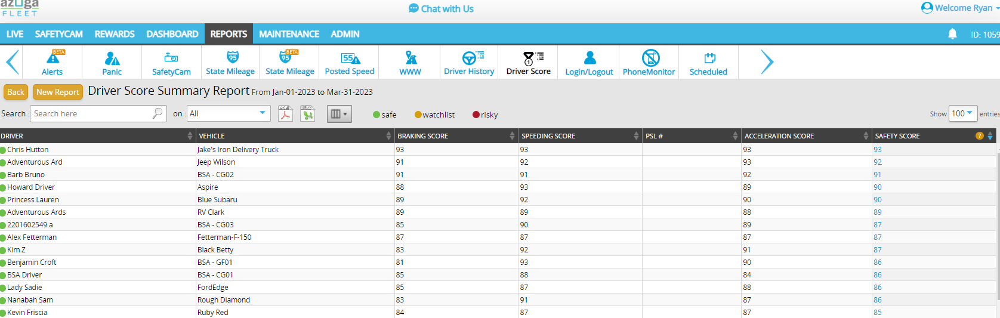 azuga
FLEET
Chat with Us
Welcome Ryan
LIVE SAFETYCAM REWARDS DASHBOARD REPORTS MAINTENANCE ADMIN ID: 1059
BETA BETA
95 95 55 1
Alerts Panic SafetyCam State Mileage State Mileage Posted Speed WWW Driver History Driver Score Login/Logout PhoneMonitor Scheduled
Back New Report Driver Score Summary Report From Jan-01-2023 to Mar-31-2023
Search : Search here on : All PDF XLSX safe watchlist risky Show 100 entries
DRIVER VEHICLE BRAKING SCORE SPEEDING SCORE PSL # ACCELERATION SCORE SAFETY SCORE ?
Chris Hutton Jake's Iron Delivery Truck 93 93 93 93
Adventurous Ard Jeep Wilson 91 92 93 92
Barb Bruno BSA - CG02 91 91 92 91
Howard Driver Aspire 88 93 89 90
Princess Lauren Blue Subaru 89 92 90 90
Adventurous Ards RV Clark 89 89 88 89
2201602549 a BSA - CG03 85 90 89 87
Alex Fetterman Fetterman-F-150 87 87 87 87
Kim Z Black Betty 83 92 91 87
Benjamin Croft BSA - GF01 81 93 90 86
BSA Driver BSA - CG01 85 88 84 86
Lady Sadie FordEdge 85 87 88 86
Nanabah Sam Rough Diamond 83 91 87 86
Kevin Friscia Ruby Red 84 87 87 85